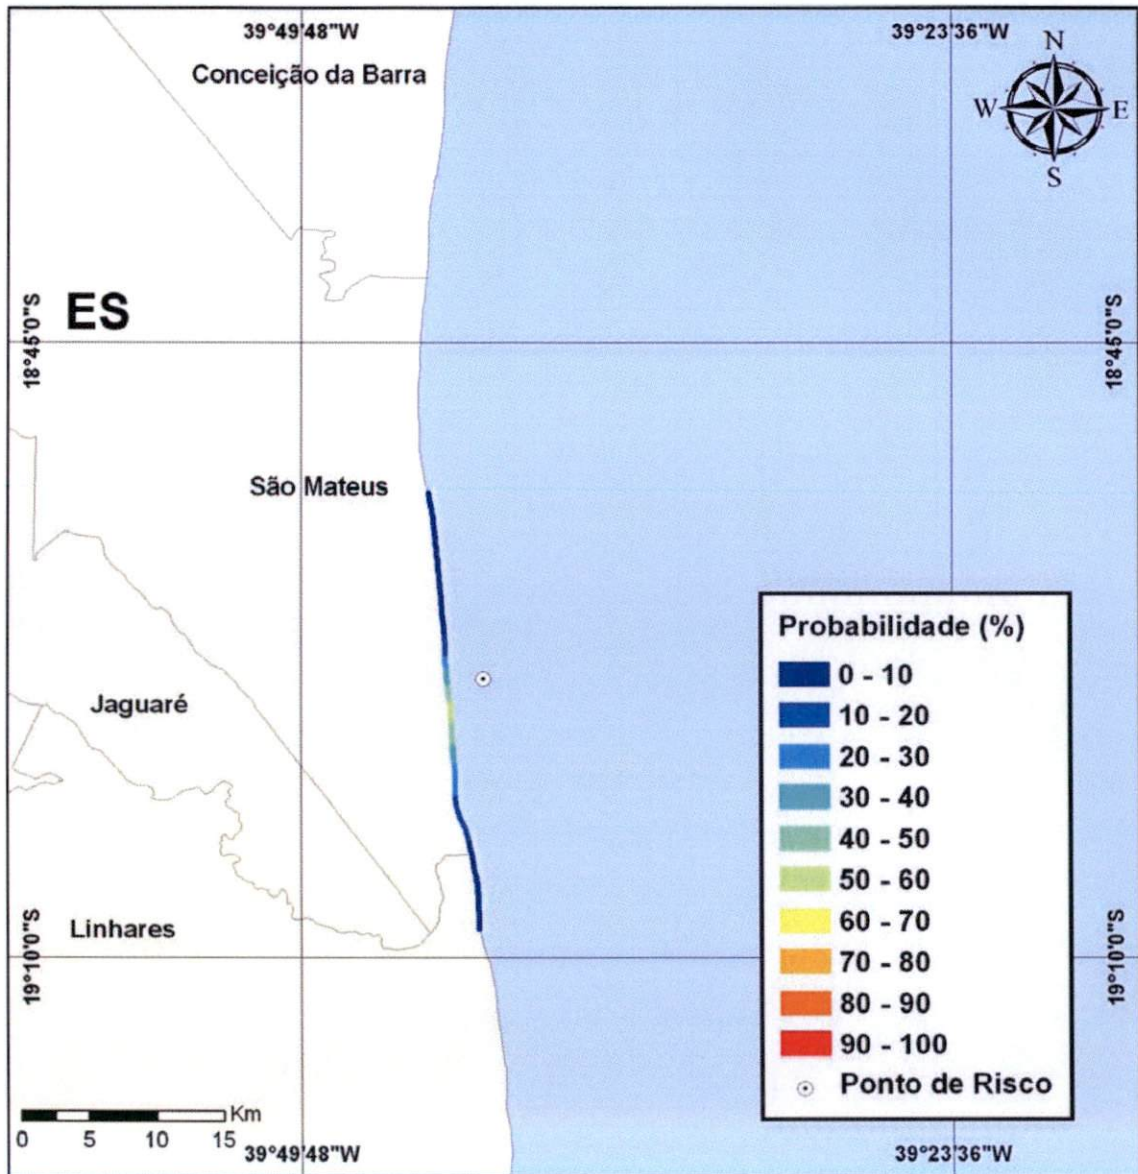 39°49'48"W
39°23'36"W
Conceição da Barra
N
W
E
S
ES
18°45'0"S
18°45'0"S
São Mateus
Probabilidade (%)
0 - 10
10 - 20
20 - 30
30 - 40
40 - 50
50 - 60
60 - 70
70 - 80
80 - 90
90 - 100
Ponto de Risco
Jaguaré
Linhares
19°10'0"S
19°10'0"S
Km
0 5 10 15
39°49'48"W
39°23'36"W